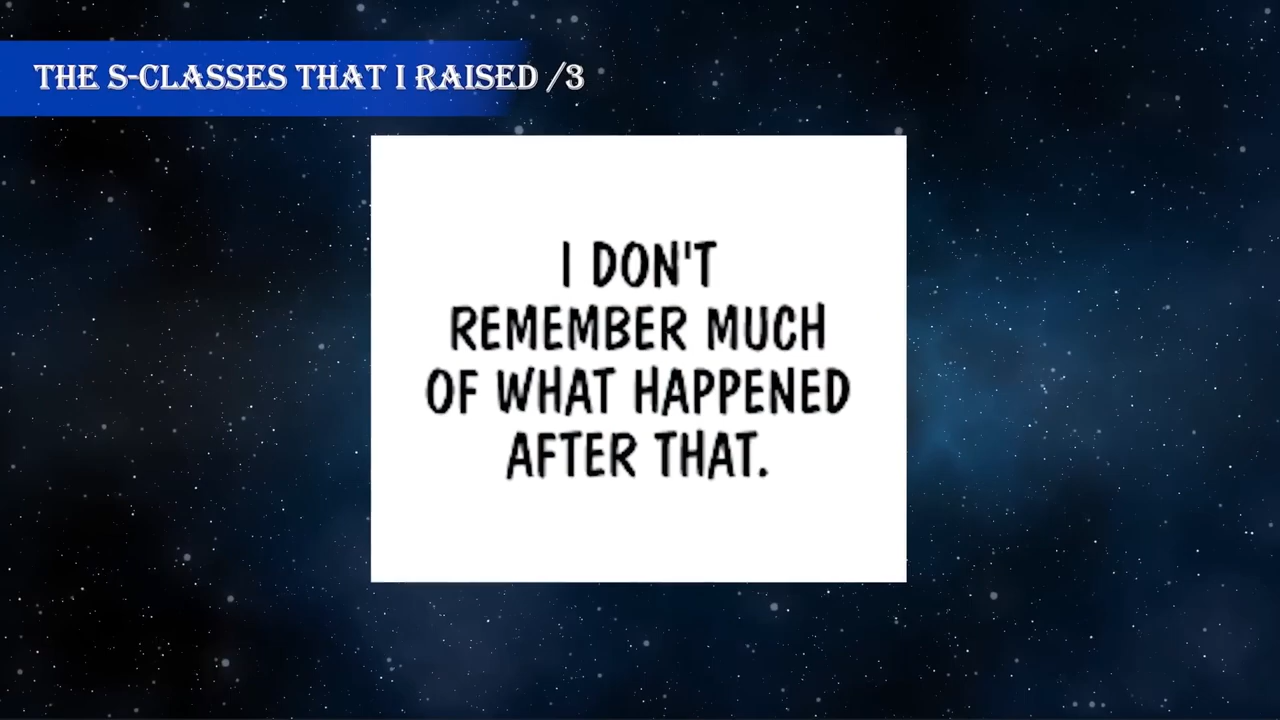 THE S-CLASSES THAT I RAISED /3
I DON'T
REMEMBER MUCH
OF WHAT HAPPENED
AFTER THAT.